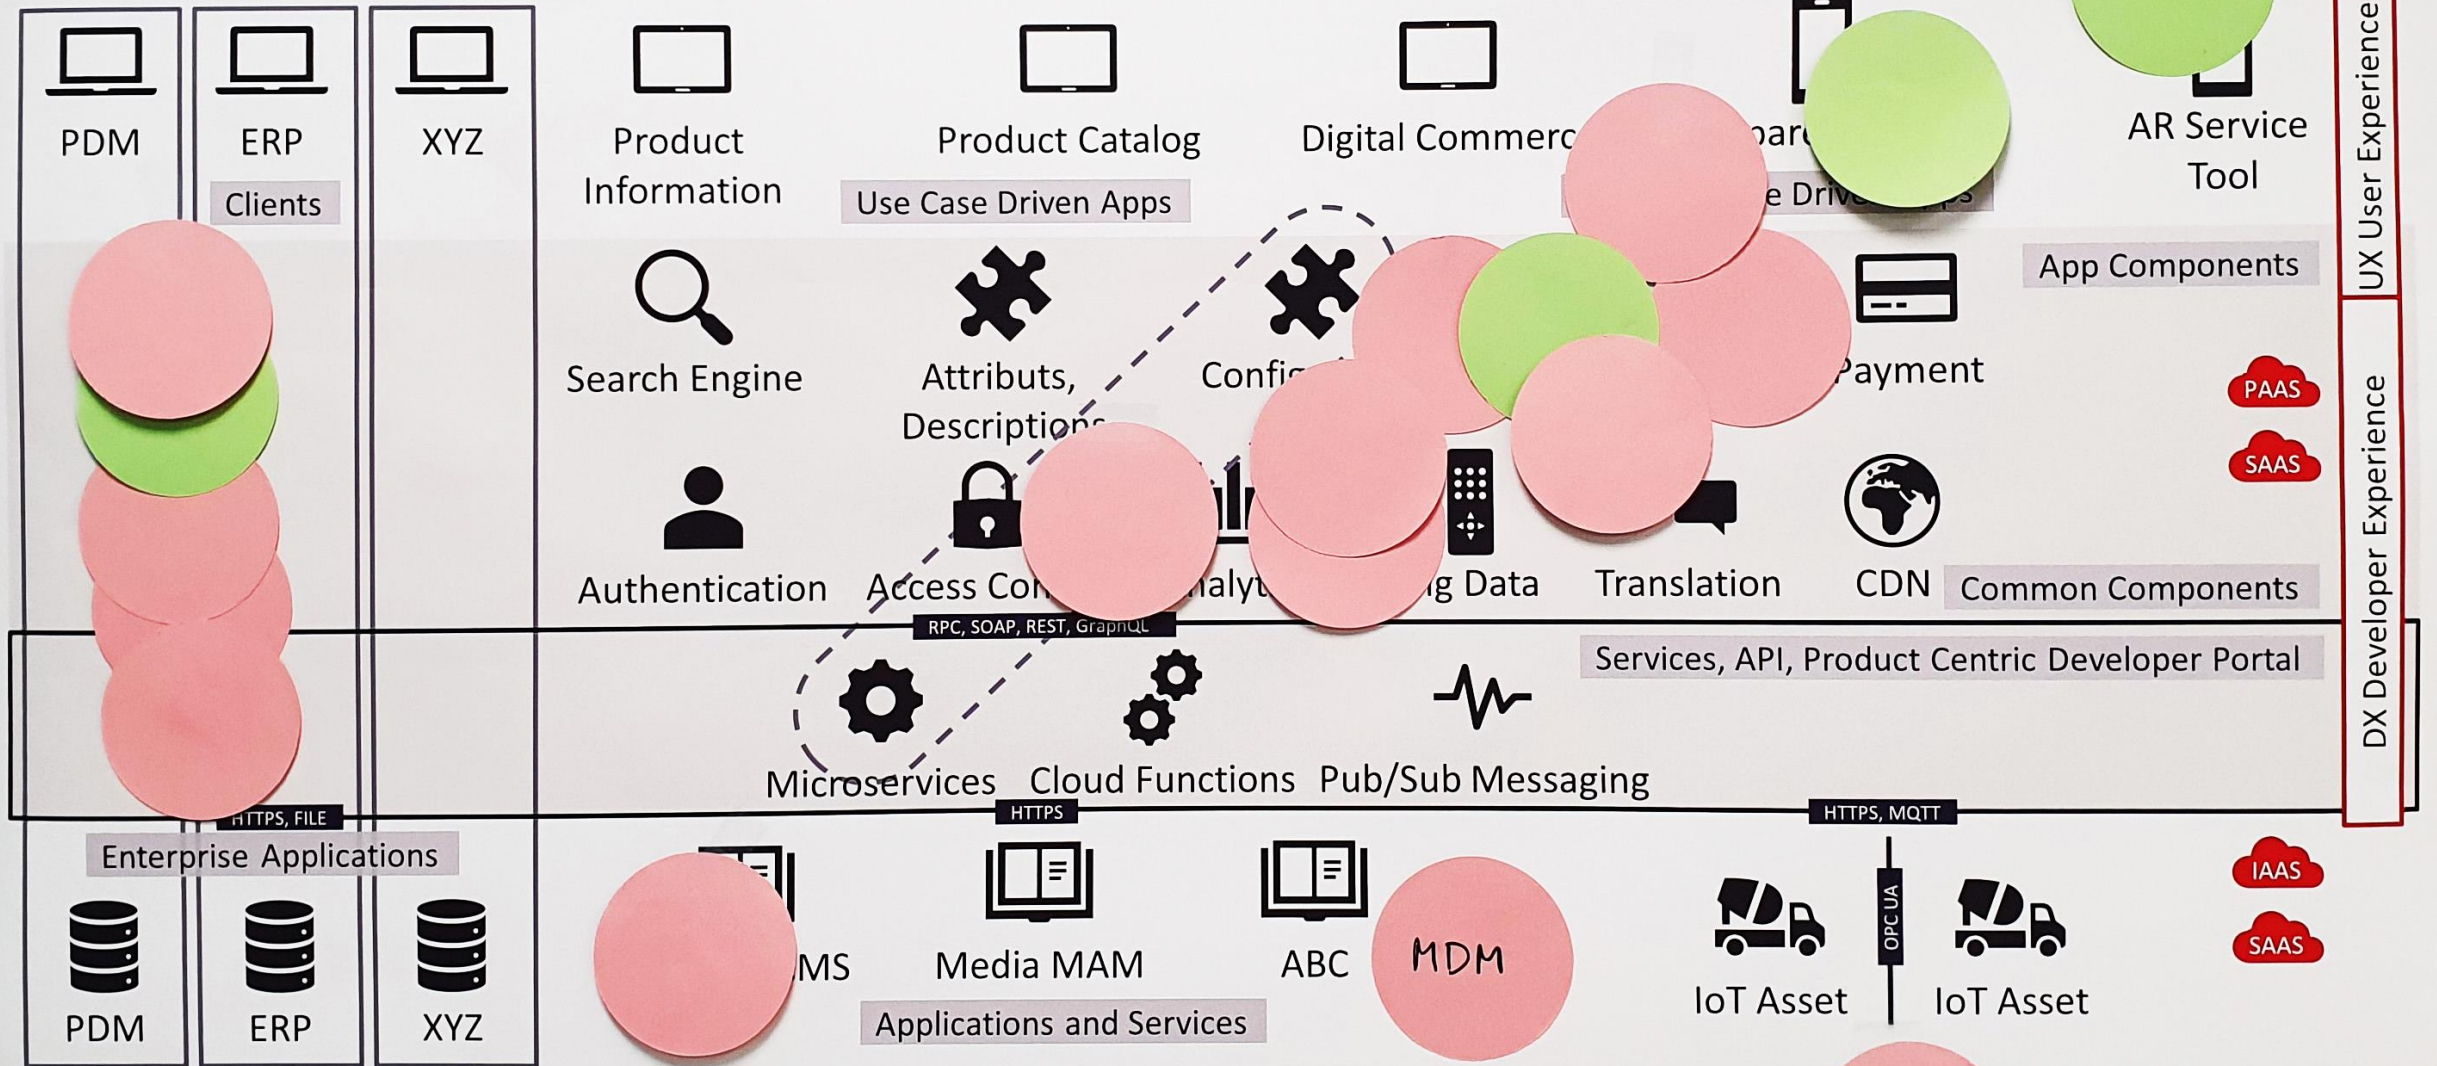 PDM
ERP
XYZ
Product
Information
Product Catalog
Digital Commerc
AR Service
Tool
UX User Experience
Clients
Use Case Driven Apps
e Driv
App Components
Search Engine
Attributs,
Descriptions
Config
Payment
PAAS
SAAS
DX Developer Experience
Authentication
Access Con
nalyt
g Data
Translation
CDN
Common Components
RPC, SOAP, REST, GraphQL
Services, API, Product Centric Developer Portal
Microservices
Cloud Functions
Pub/Sub Messaging
HTTPS, FILE
HTTPS
HTTPS, MQTT
Enterprise Applications
PDM
ERP
XYZ
MS
Media MAM
ABC
MDM
Applications and Services
IoT Asset
OPC UA
IoT Asset
IAAS
SAAS